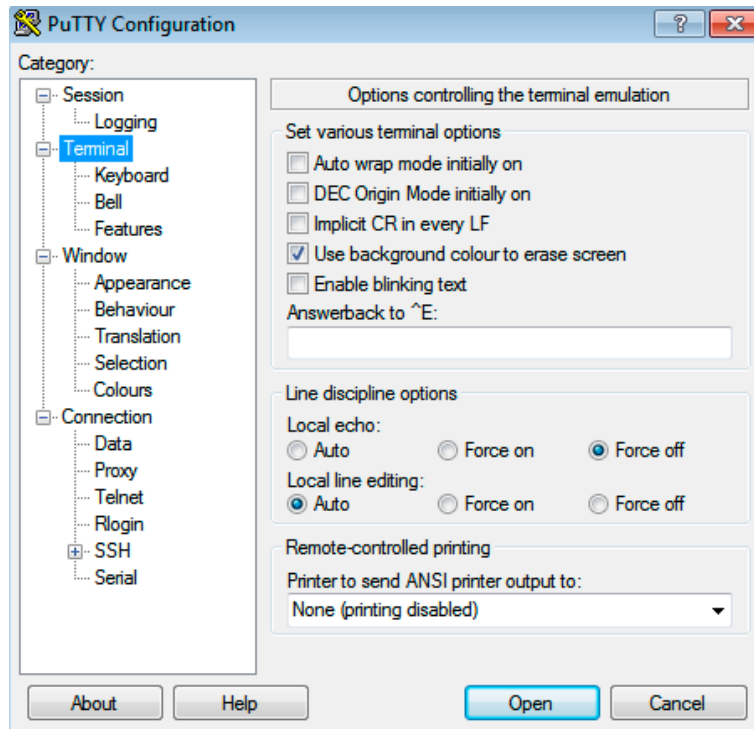 PuTTY Configuration
Category:
Session
Logging
Terminal
Keyboard
Bell
Features
Window
Appearance
Behaviour
Translation
Selection
Colours
Connection
Data
Proxy
Telnet
Rlogin
SSH
Serial
Options controlling the terminal emulation
Set various terminal options
Auto wrap mode initially on
DEC Origin Mode initially on
Implicit CR in every LF
Use background colour to erase screen
Enable blinking text
Answerback to ^E:
Line discipline options
Local echo:
Auto Force on Force off
Local line editing:
Auto Force on Force off
Remote-controlled printing
Printer to send ANSI printer output to:
None (printing disabled)
About Help Open Cancel